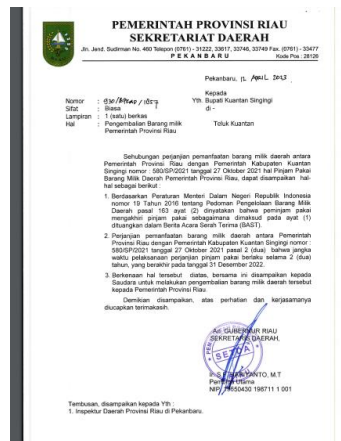 PEMERINTAH PROVINSI RIAU
SEKRETARIAT DAERAH
Jln. Jend. Sudirman No. 460 Telepon (0761) - 31222, 33617, 33746, 33749 Fax. (0761) - 33477
PEKANBARU Kode Pos : 28126
Pekanbaru, 12 APRIL 2023
Kepada
Nomor : 930/BPKAD/1057 Yth. Bupati Kuantan Singingi
Sifat : Biasa di -
Lampiran : 1 (satu) berkas
Hal : Pengembalian Barang milik Teluk Kuantan
Pemerintah Provinsi Riau
Sehubungan perjanjian pemanfaatan barang milik daerah antara
Pemerintah Provinsi Riau dengan Pemerintah Kabupaten Kuantan
Singingi nomor : 580/SP/2021 tanggal 27 Oktober 2021 hal Pinjam Pakai
Barang Milik Daerah Pemerintah Provinsi Riau, dapat disampaikan hal-
hal sebagai berikut :
1. Berdasarkan Peraturan Menteri Dalam Negeri Republik Indonesia
nomor 19 Tahun 2016 tentang Pedoman Pengelolaan Barang Milik
Daerah pasal 163 ayat (2) dinyatakan bahwa peminjam pakai
mengakhiri pinjam pakai sebagaimana dimaksud pada ayat (1)
dituangkan dalam Berita Acara Serah Terima (BAST).
2. Perjanjian pemanfaatan barang milik daerah antara Pemerintah
Provinsi Riau dengan Pemerintah Kabupaten Kuantan Singingi nomor :
580/SP/2021 tanggal 27 Oktober 2021 pasal 2 (dua) bahwa jangka
waktu pelaksanaan perjanjian pinjam pakai berlaku selama 2 (dua)
tahun, yang berakhir pada tanggal 31 Desember 2022.
3. Berkenaan hal tersebut diatas, bersama ini disampaikan kepada
Saudara untuk melakukan pengembalian barang milik daerah tersebut
kepada Pemerintah Provinsi Riau.
Demikian disampaikan, atas perhatian dan kerjasamanya
diucapkan terimakasih.
An. GUBERNUR RIAU
SEKRETARIS DAERAH,
SETDA
Ir. S.F. HARIYANTO, M.T
Pembina Utama
NIP. 19650430 198711 1 001
Tembusan, disampaikan kepada Yth :
1. Inspektur Daerah Provinsi Riau di Pekanbaru.